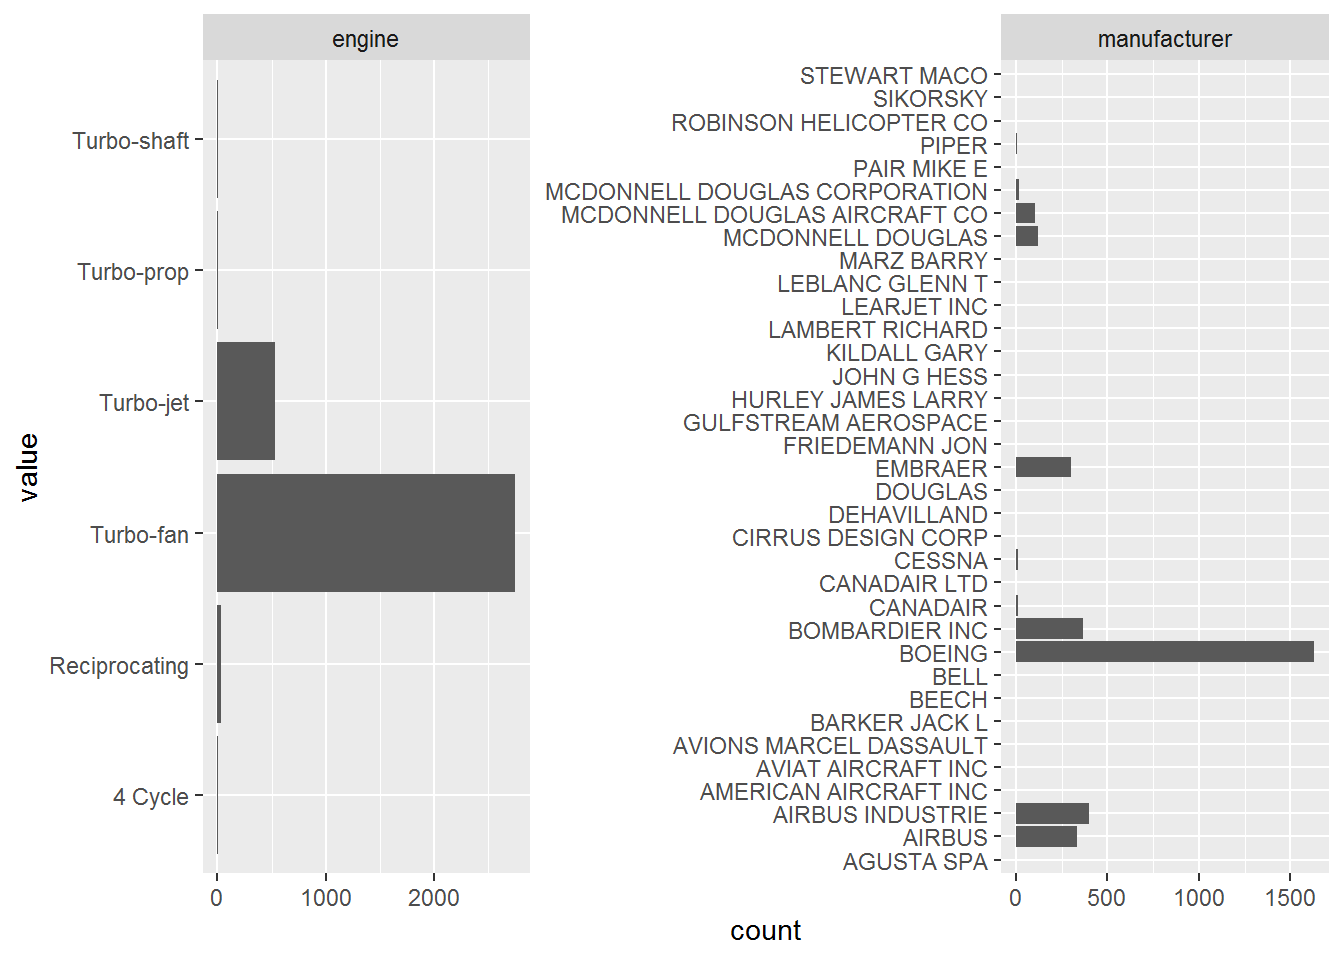 engine
manufacturer
value
Turbo-shaft
Turbo-prop
Turbo-jet
Turbo-fan
Reciprocating
4 Cycle
0 1000 2000
STEWART MACO
SIKORSKY
ROBINSON HELICOPTER CO
PIPER
PAIR MIKE E
MCDONNELL DOUGLAS CORPORATION
MCDONNELL DOUGLAS AIRCRAFT CO
MCDONNELL DOUGLAS
MARZ BARRY
LEBLANC GLENN T
LEARJET INC
LAMBERT RICHARD
KILDALL GARY
JOHN G HESS
HURLEY JAMES LARRY
GULFSTREAM AEROSPACE
FRIEDEMANN JON
EMBRAER
DOUGLAS
DEHAVILLAND
CIRRUS DESIGN CORP
CESSNA
CANADAIR LTD
CANADAIR
BOMBARDIER INC
BOEING
BELL
BEECH
BARKER JACK L
AVIONS MARCEL DASSAULT
AVIAT AIRCRAFT INC
AMERICAN AIRCRAFT INC
AIRBUS INDUSTRIE
AIRBUS
AGUSTA SPA
0 500 1000 1500
count